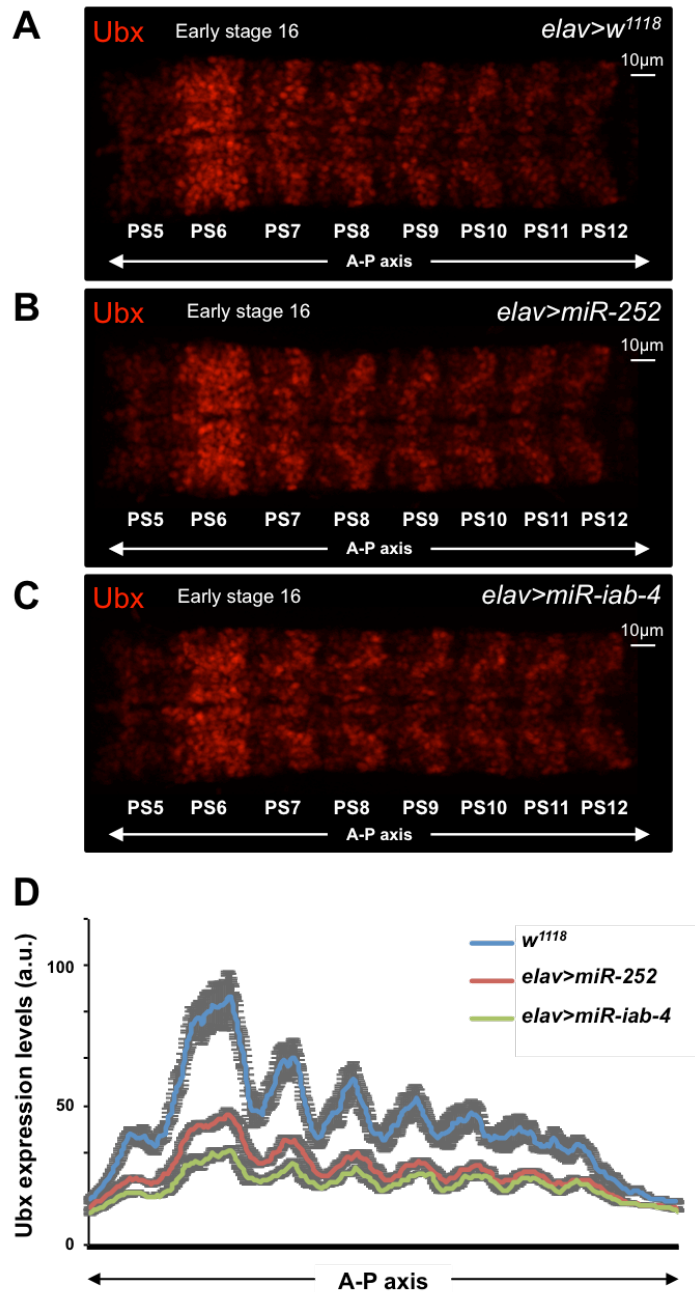 A
Ubx Early stage 16 elav>w1118
10µm
PS5 PS6 PS7 PS8 PS9 PS10 PS11 PS12
A-P axis
B
Ubx Early stage 16 elav>miR-252
10µm
PS5 PS6 PS7 PS8 PS9 PS10 PS11 PS12
A-P axis
C
Ubx Early stage 16 elav>miR-iab-4
10µm
PS5 PS6 PS7 PS8 PS9 PS10 PS11 PS12
A-P axis
D
Ubx expression levels (a.u.)
100
50
0
w1118
elav>miR-252
elav>miR-iab-4
A-P axis